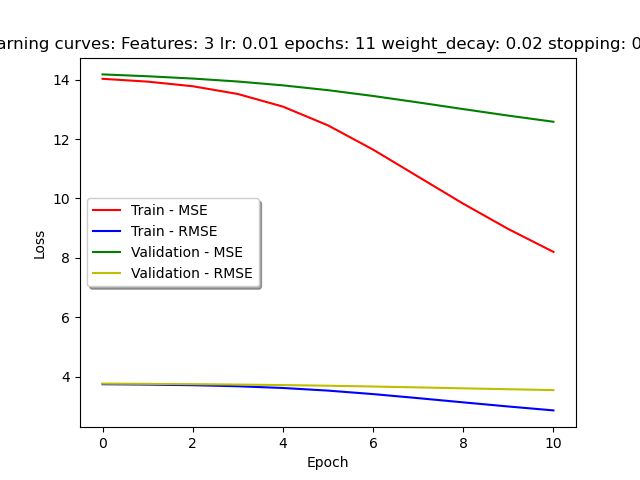 arning curves: Features: 3 lr: 0.01 epochs: 11 weight_decay: 0.02 stopping: 0
14
12
10
8
6
4
Loss
Train - MSE
Train - RMSE
Validation - MSE
Validation - RMSE
0 2 4 6 8 10
Epoch